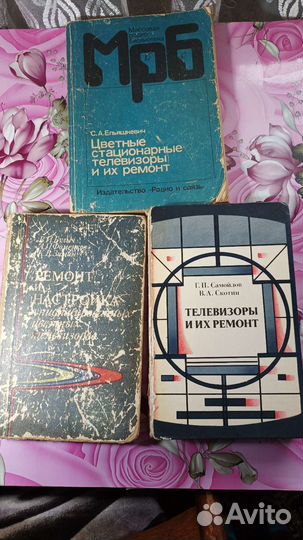 Массовая
радио
библиотека
Мрб
С.А.Ельяшкевич
Цветные
стационарные
телевизоры
и их ремонт
Издательство «Радио и связь»
РЕМОНТ
И
НАСТРОЙКА
унифицированных
цветных
телевизоров
Г. П. Самойлов
В. А. Скотин
ТЕЛЕВИЗОРЫ
И ИХ РЕМОНТ
Avito